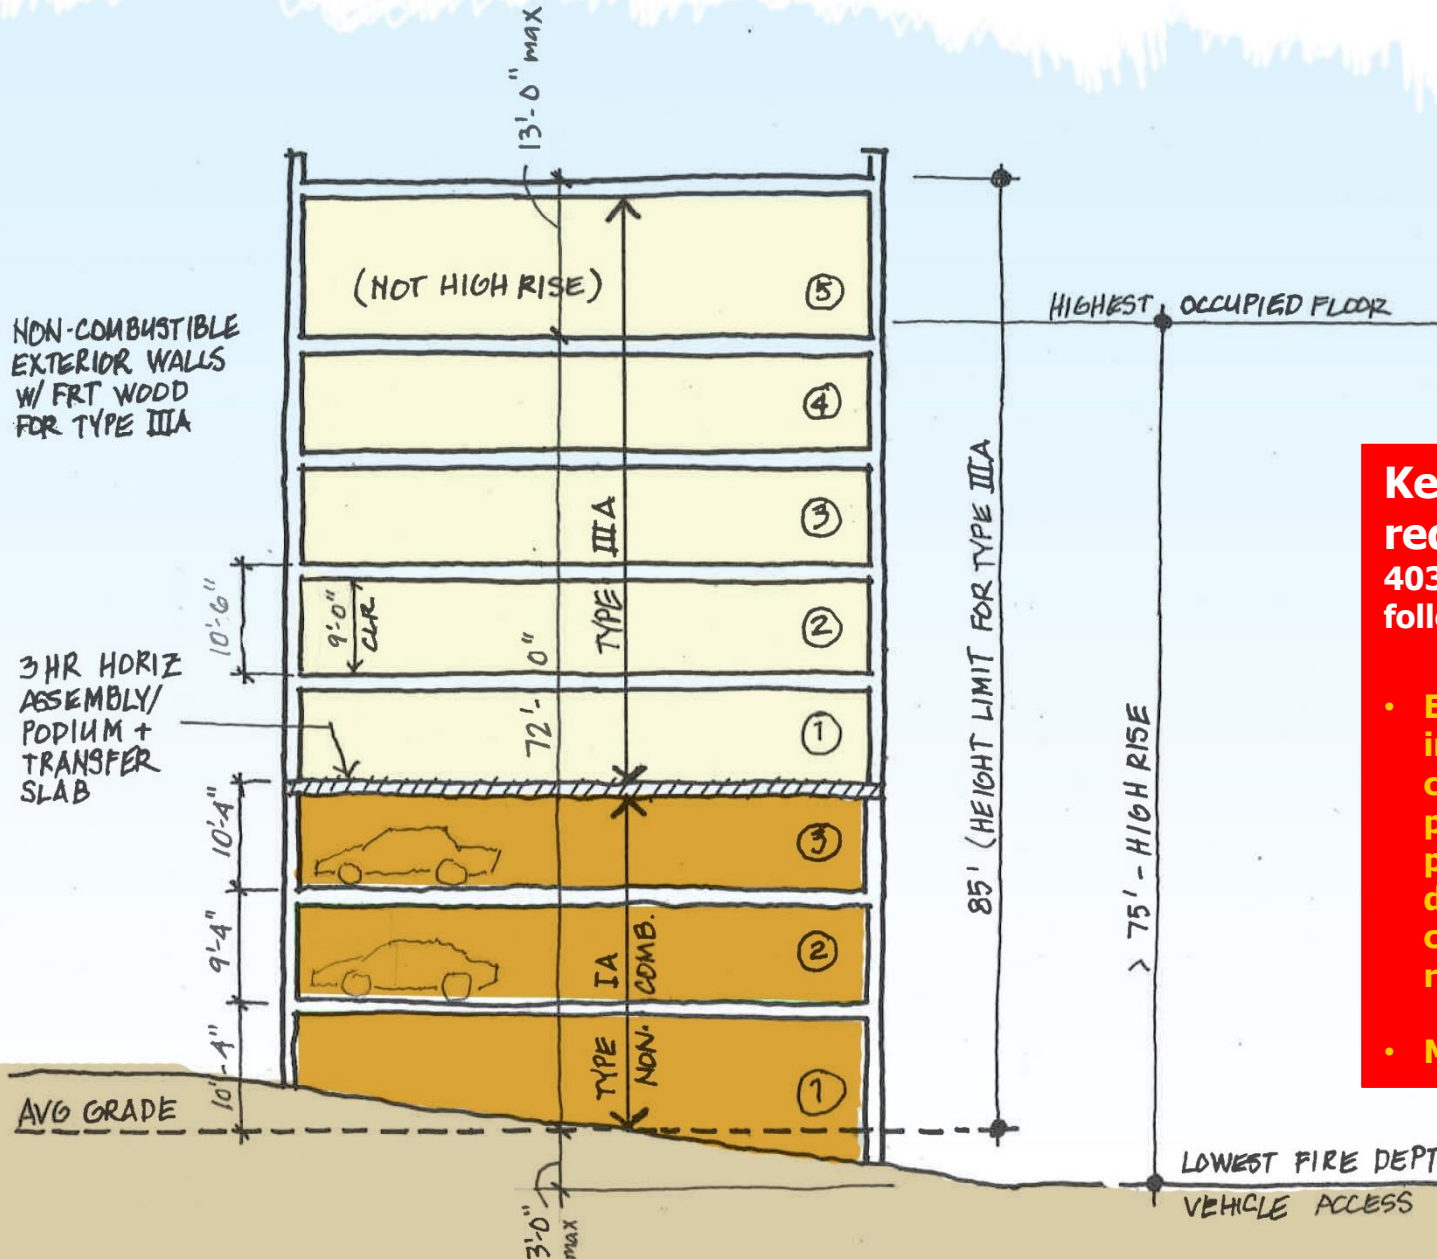 13'-0" max
(NOT HIGH RISE)
5
HIGHEST OCCUPIED FLOOR
NON-COMBUSTIBLE
EXTERIOR WALLS
W/ FRT WOOD
FOR TYPE IIIA
4
3
TYPE IIIA
85' (HEIGHT LIMIT FOR TYPE IIIA
10'-6"
9'-0"
CLR.
2
72'-0"
3 HR HORIZ
ASSEMBLY/
PODIUM +
TRANSFER
SLAB
1
> 75' - HIGH RISE
10'-4"
3
9'-4"
2
TYPE IA
NON. COMB.
10'-4"
1
AVG GRADE
3'-0"
max
LOWEST FIRE DEPT
VEHICLE ACCESS
Ke
403
foll
• E
in
• N